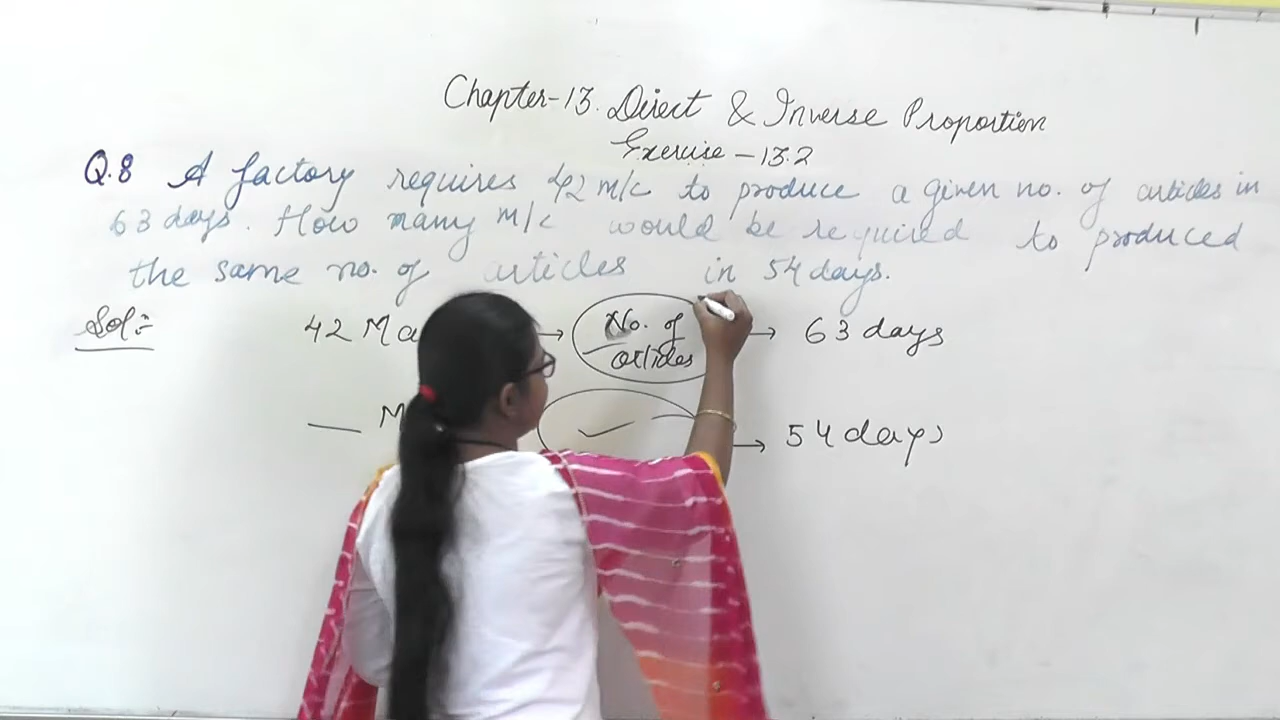 Chapter-13. Direct & Inverse Proportion
Exercise - 13.2
Q.8 A factory requires 42 m/c to produce a given no. of articles in
63 days. How many m/c would be required to produced
the same no. of articles in 54 days.
Sol:- 42 Ma → No. of articles → 63 days
__ M → 54 days